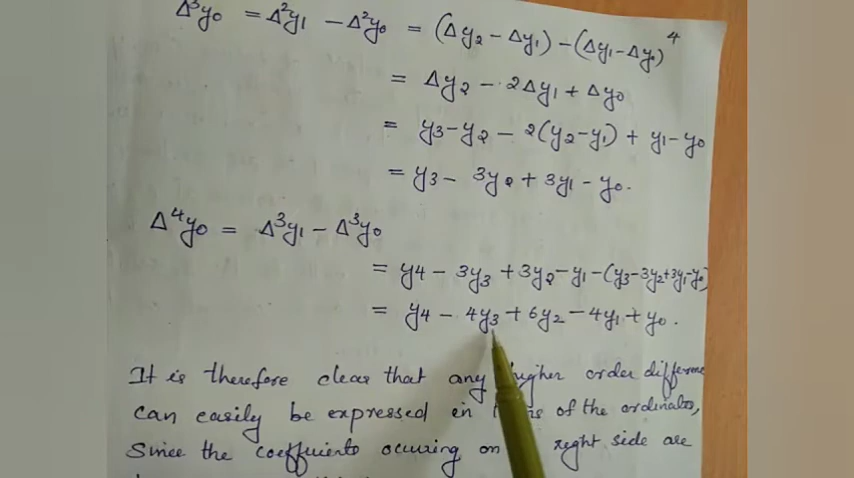 Δ³y₀ = Δ²y₁ − Δ²y₀ = (Δy₂ − Δy₁) − (Δy₁ − Δy₀)
4
= Δy₂ − 2Δy₁ + Δy₀
= y₃ − y₂ − 2(y₂ − y₁) + y₁ − y₀
= y₃ − 3y₂ + 3y₁ − y₀.
Δ⁴y₀ = Δ³y₁ − Δ³y₀
= y₄ − 3y₃ + 3y₂ − y₁ − (y₃ − 3y₂ + 3y₁ − y₀)
= y₄ − 4y₃ + 6y₂ − 4y₁ + y₀.
It is therefore clear that any higher order
can easily be expressed in of the ordinates,
Since the coefficients occuring on right side are